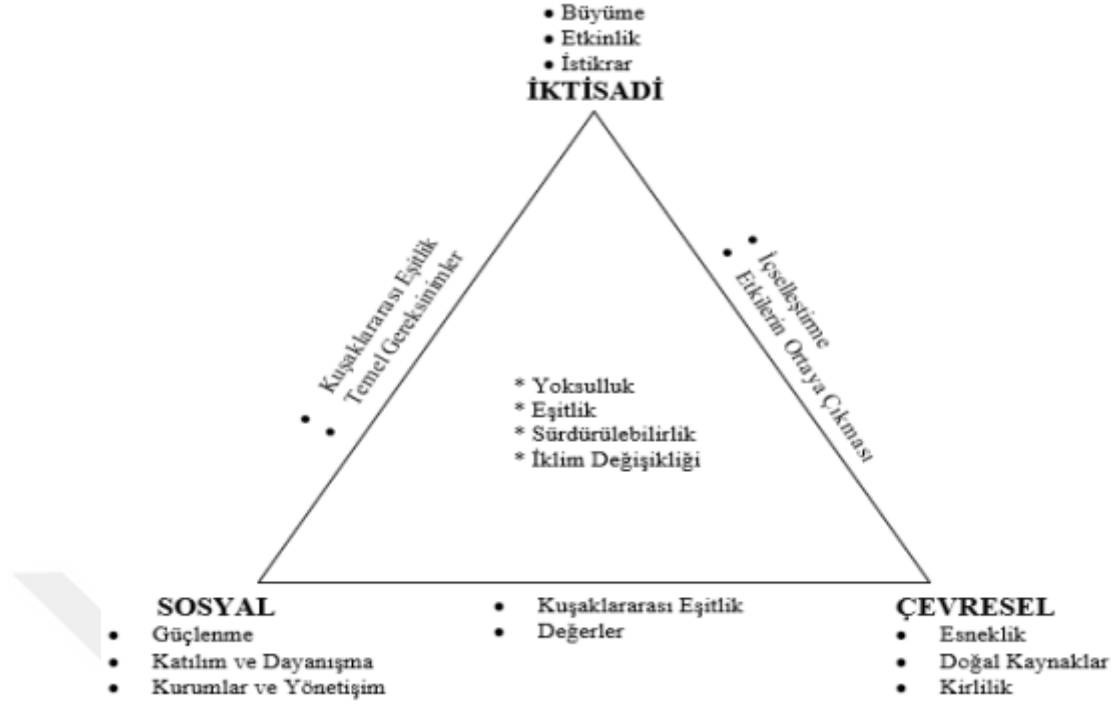 • Büyüme
• Etkinlik
• İstikrar
İKTİSADİ
• Kuşaklararası Eşitlik
• Temel Gereksinimler
• İçselleştirme
• Etkilerin Ortaya Çıkması
* Yoksulluk
* Eşitlik
* Sürdürülebilirlik
* İklim Değişikliği
SOSYAL
• Güçlenme
• Katılım ve Dayanışma
• Kurumlar ve Yönetişim
• Kuşaklararası Eşitlik
• Değerler
ÇEVRESEL
• Esneklik
• Doğal Kaynaklar
• Kirlilik